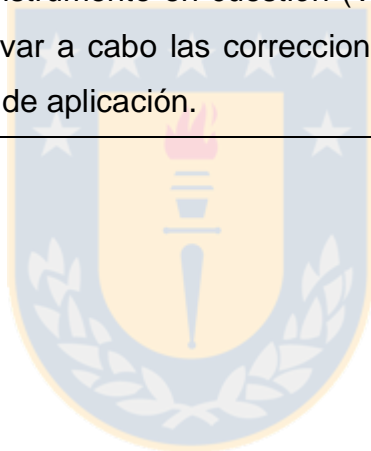 instrumento en cuestión (V
var a cabo las correccion
de aplicación.